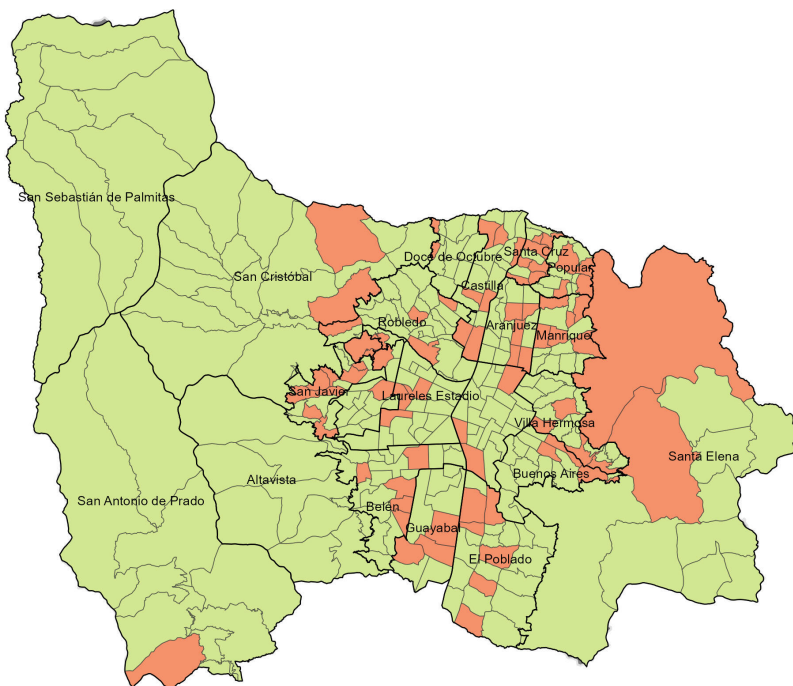 San Sebastián de Palmitas
San Cristóbal
Doce de Octubre
Santa Cruz
Popular
Castilla
Robledo
Aranjuez
Manrique
San Javier
Laureles Estadio
Villa Hermosa
Santa Elena
Buenos Aires
Altavista
San Antonio de Prado
Belén
Guayabal
El Poblado